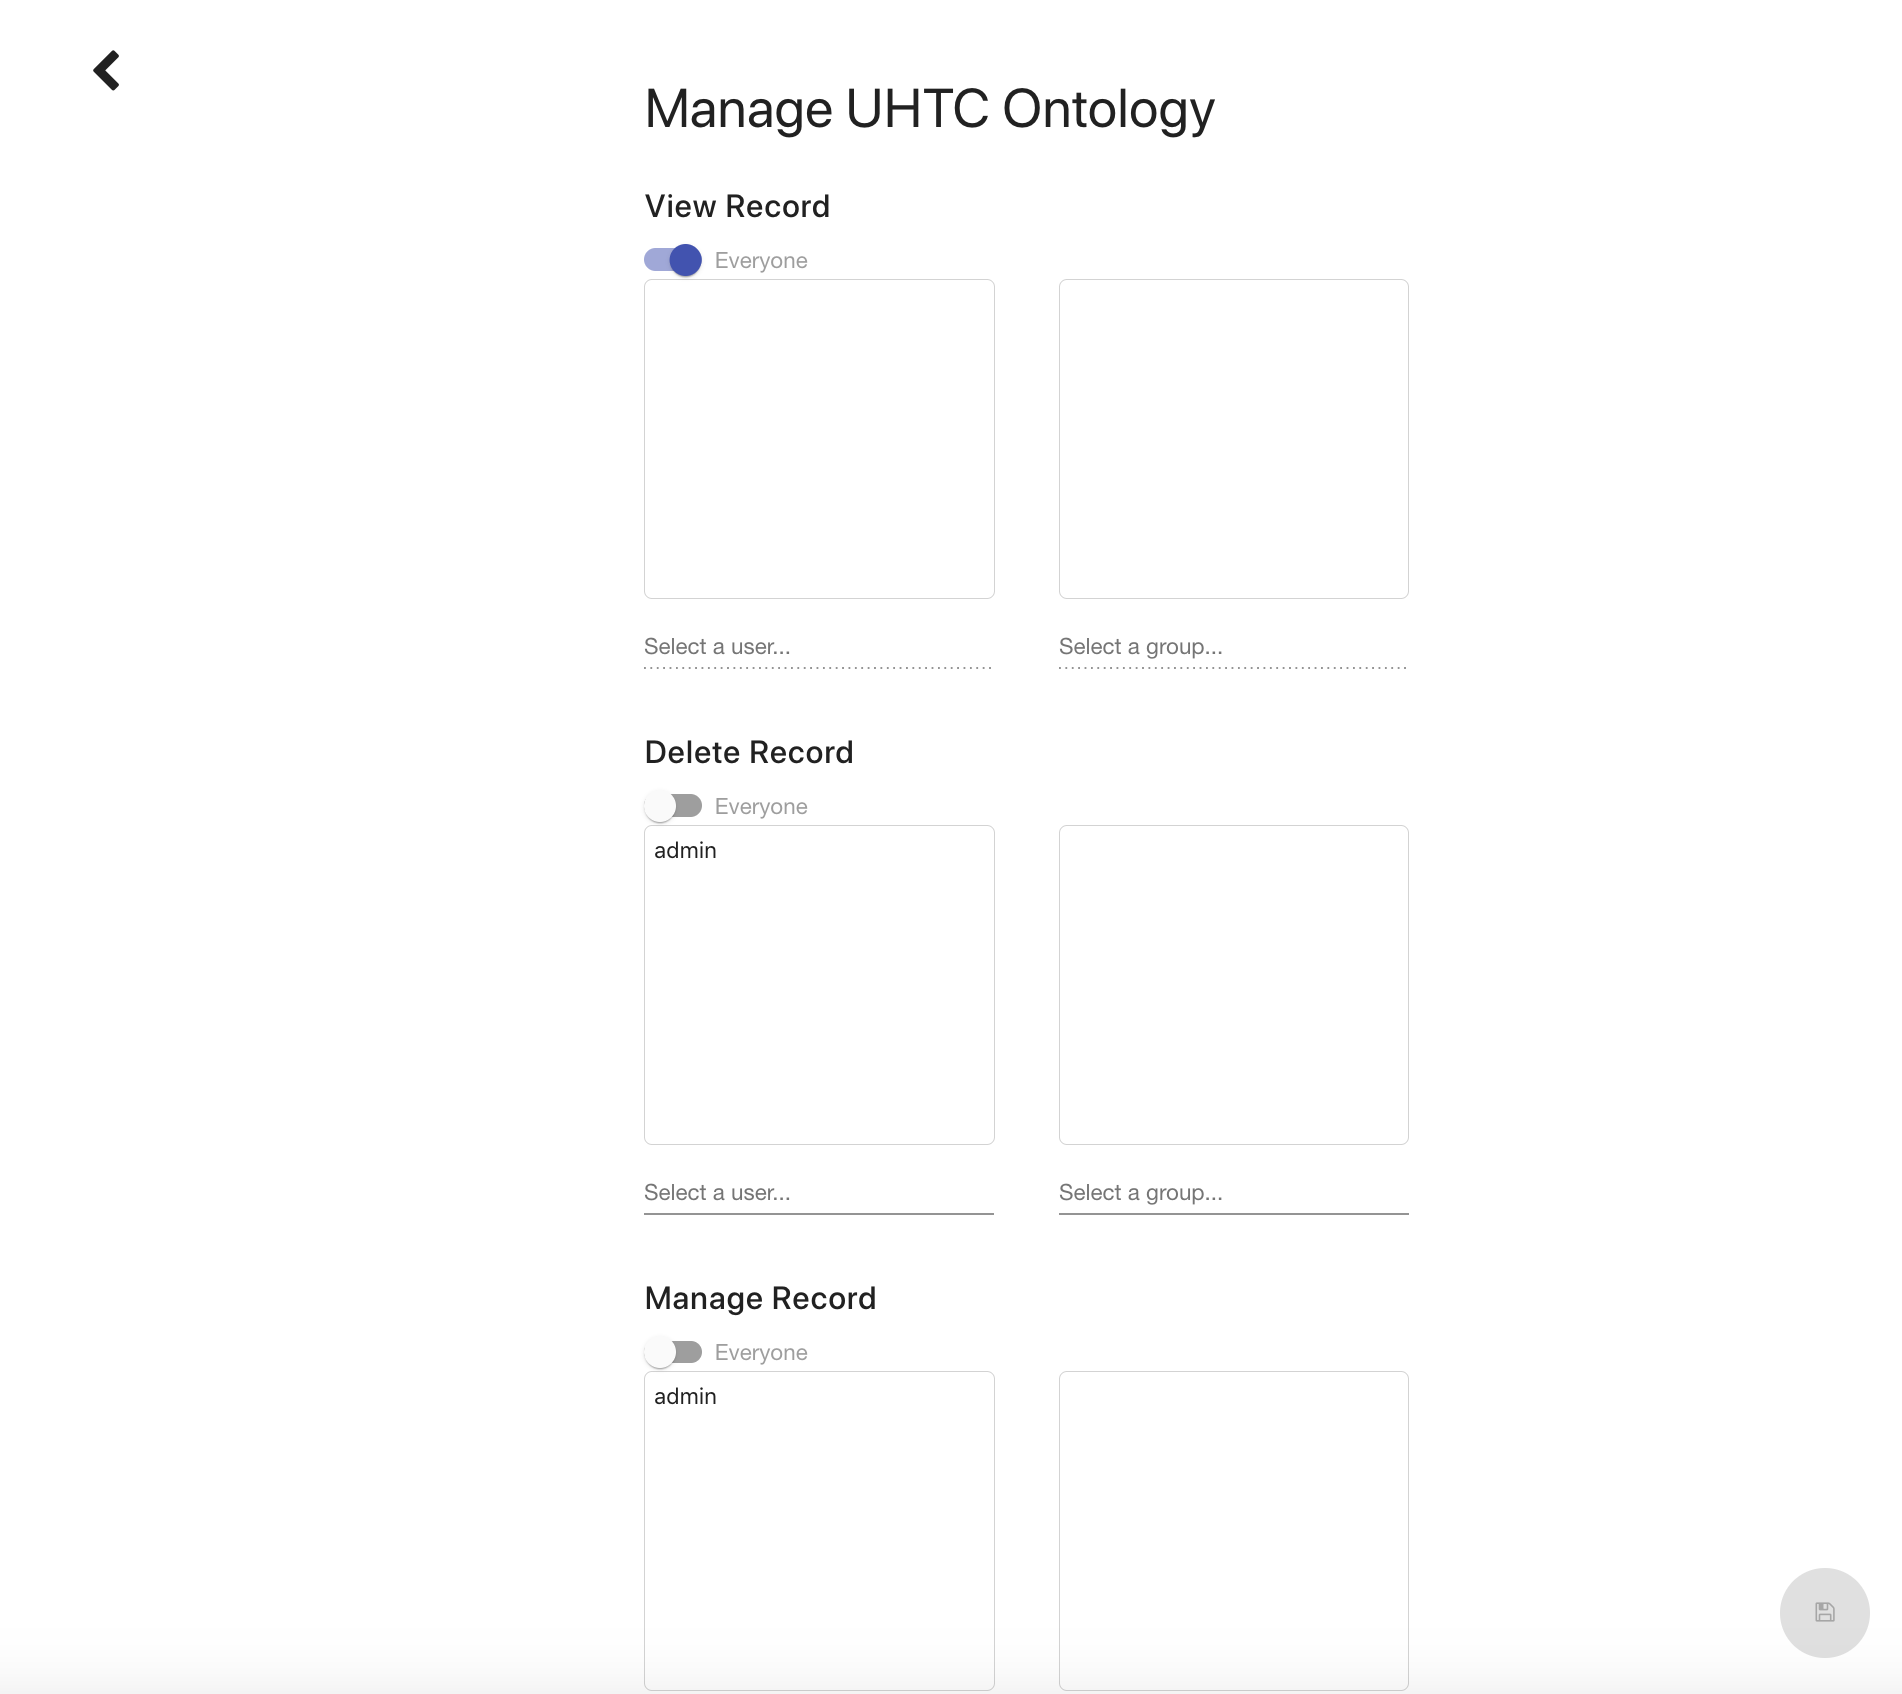 Manage UHTC Ontology
View Record
Everyone
Select a user...
Select a group...
Delete Record
Everyone
admin
Select a user...
Select a group...
Manage Record
Everyone
admin